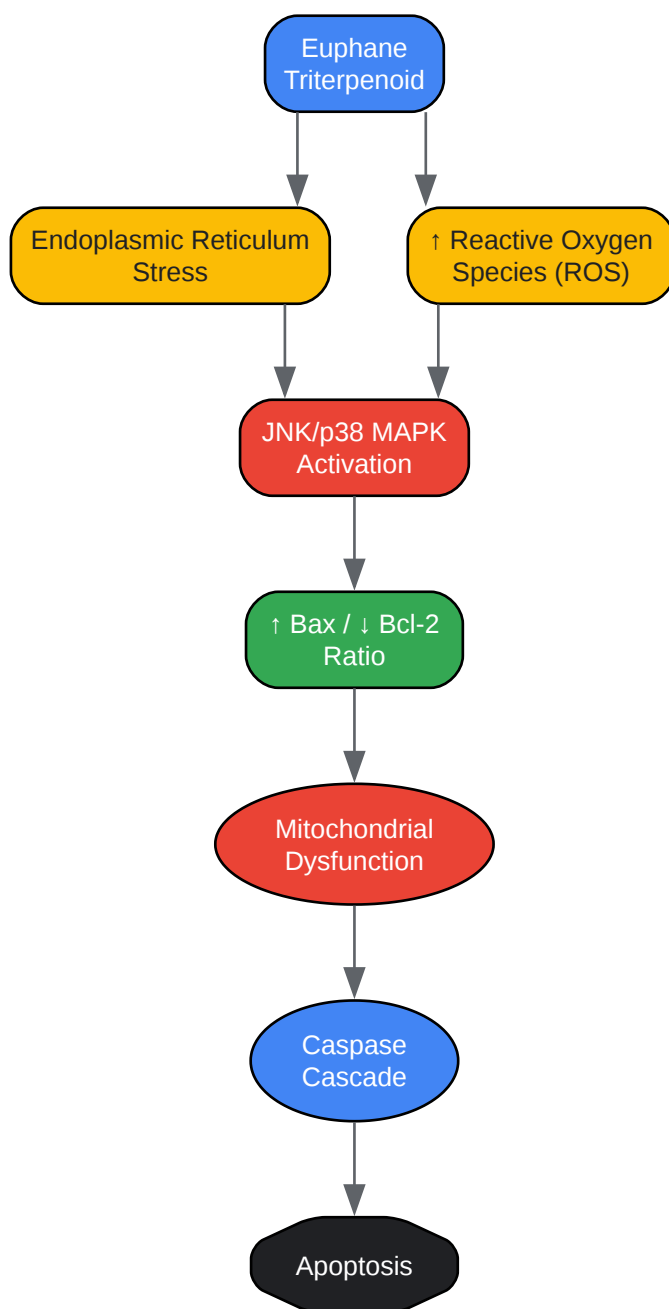 Euphane
Triterpenoid
Endoplasmic Reticulum
Stress
↑ Reactive Oxygen
Species (ROS)
JNK/p38 MAPK
Activation
↑ Bax / ↓ Bcl-2
Ratio
Mitochondrial
Dysfunction
Caspase
Cascade
Apoptosis